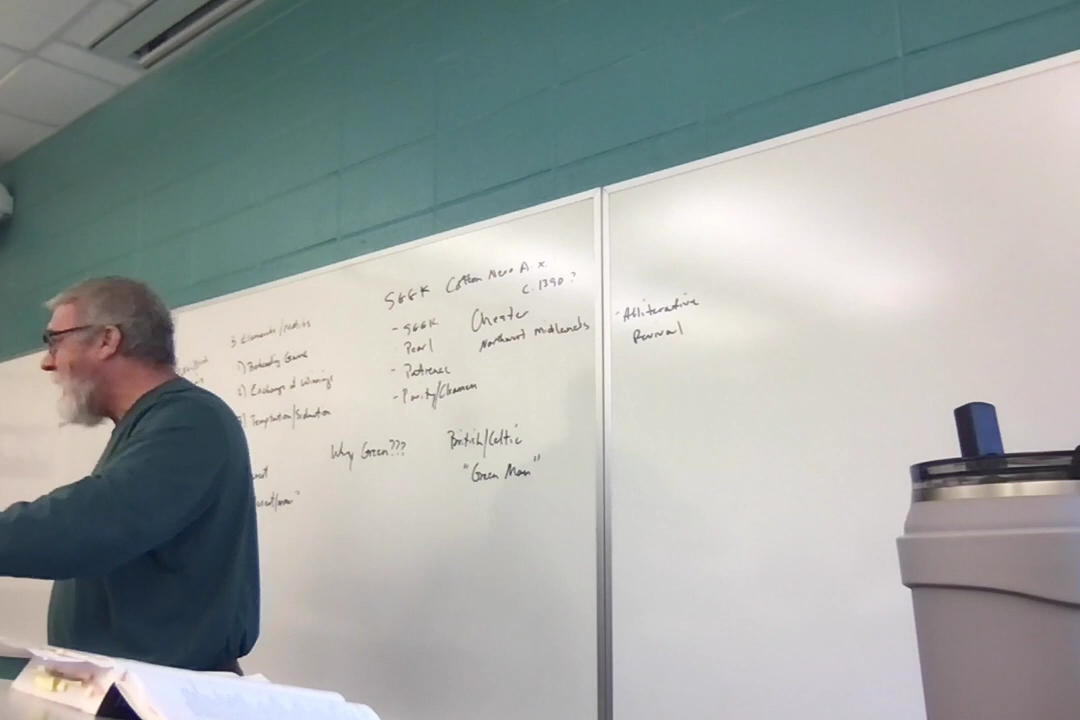 SGGK Cotton Nero A. x.
c. 1390 ?
- SGGK Chester
Pearl Northwest Midlands
- Patience
- Purity/Cleanness
- Alliterative
Revival
3 Elements/Motifs
1) Beheading Game
2) Exchange of Winnings
3) Temptation/Seduction
Why Green???
British/Celtic
"Green Man"